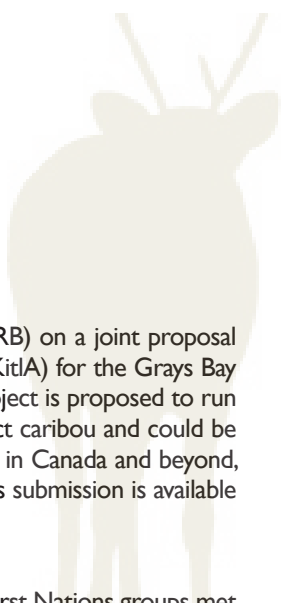 RB) on a joint proposal
KitIA) for the Grays Bay
ject is proposed to run
ct caribou and could be
in Canada and beyond,
s submission is available
rst Nations groups met